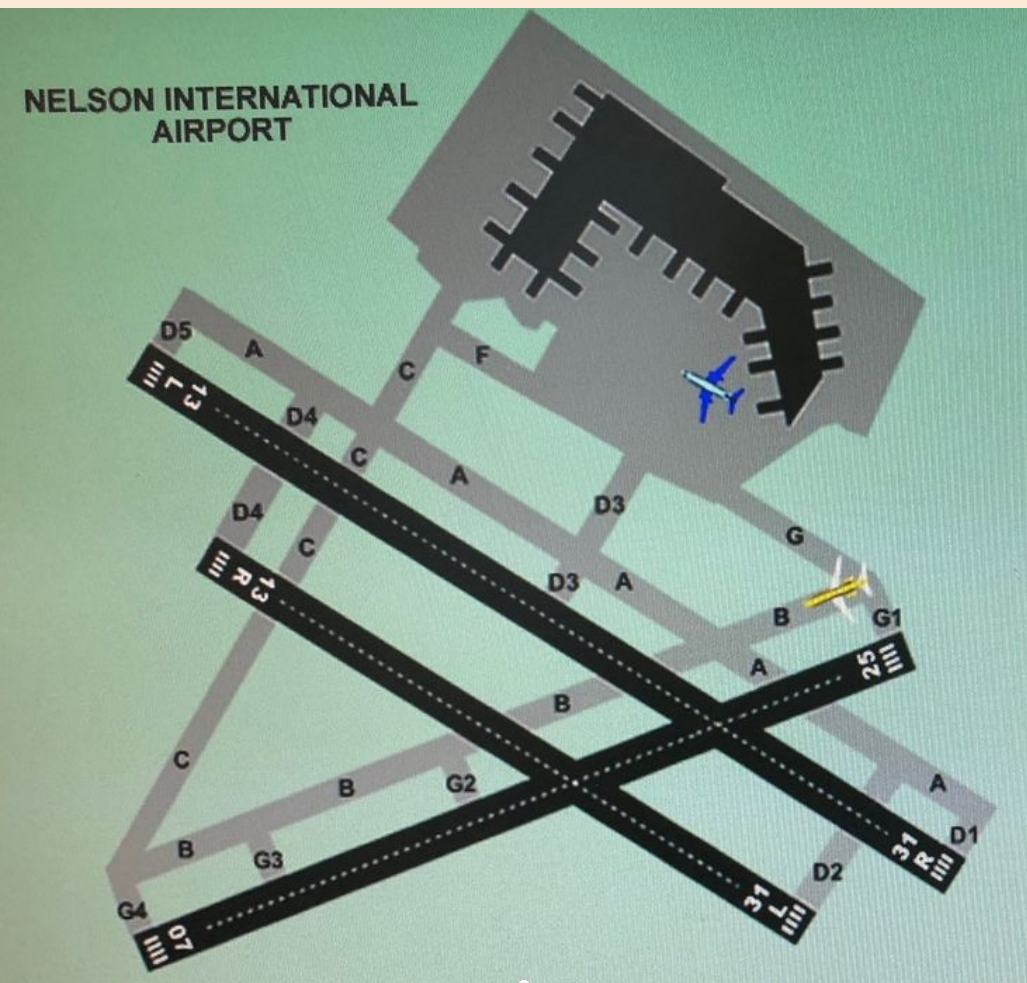 NELSON INTERNATIONAL
AIRPORT
D5
A
C
F
13
L
D4
C
A
D3
D4
C
G
13
R
D3
A
B
G1
A
25
B
C
G2
B
A
B
G3
D1
31
R
D2
31
L
G4
07